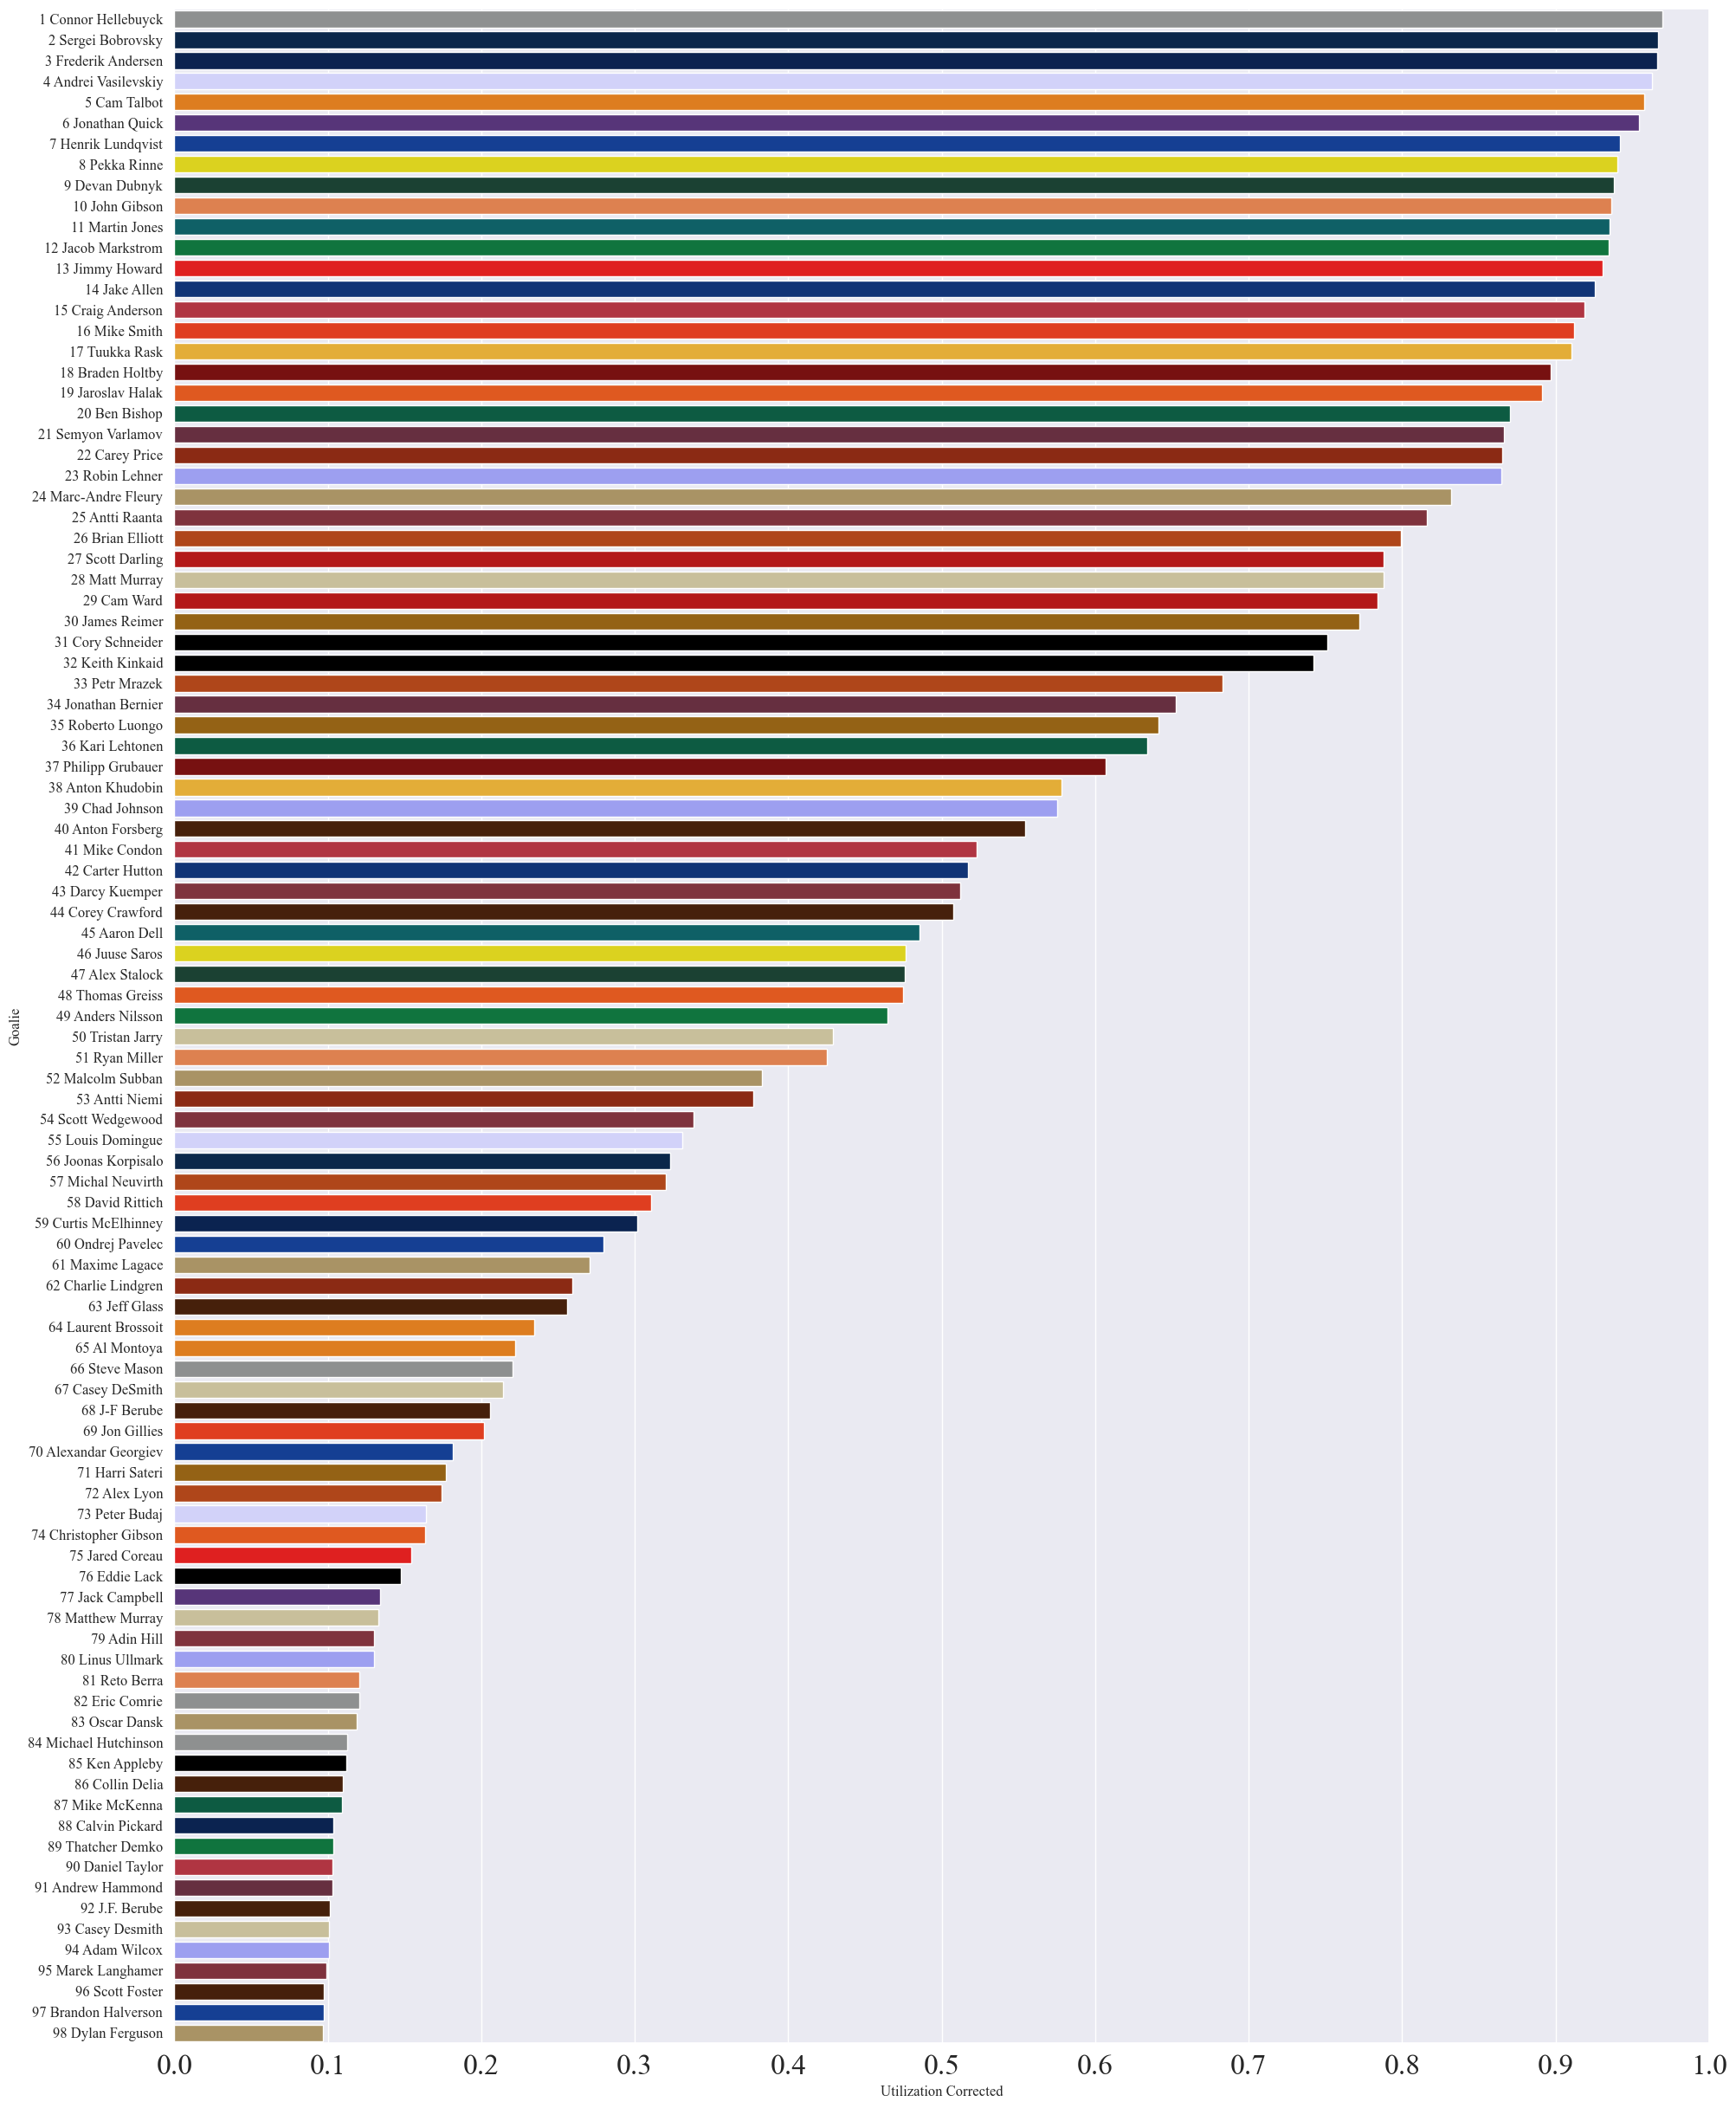 1 Connor Hellebuyck
2 Sergei Bobrovsky
3 Frederik Andersen
4 Andrei Vasilevskiy
5 Cam Talbot
6 Jonathan Quick
7 Henrik Lundqvist
8 Pekka Rinne
9 Devan Dubnyk
10 John Gibson
11 Martin Jones
12 Jacob Markstrom
13 Jimmy Howard
14 Jake Allen
15 Craig Anderson
16 Mike Smith
17 Tuukka Rask
18 Braden Holtby
19 Jaroslav Halak
20 Ben Bishop
21 Semyon Varlamov
22 Carey Price
23 Robin Lehner
24 Marc-Andre Fleury
25 Antti Raanta
26 Brian Elliott
27 Scott Darling
28 Matt Murray
29 Cam Ward
30 James Reimer
31 Cory Schneider
32 Keith Kinkaid
33 Petr Mrazek
34 Jonathan Bernier
35 Roberto Luongo
36 Kari Lehtonen
37 Philipp Grubauer
38 Anton Khudobin
39 Chad Johnson
40 Anton Forsberg
41 Mike Condon
42 Carter Hutton
43 Darcy Kuemper
44 Corey Crawford
45 Aaron Dell
46 Juuse Saros
47 Alex Stalock
48 Thomas Greiss
49 Anders Nilsson
50 Tristan Jarry
51 Ryan Miller
52 Malcolm Subban
53 Antti Niemi
54 Scott Wedgewood
55 Louis Domingue
56 Joonas Korpisalo
57 Michal Neuvirth
58 David Rittich
59 Curtis McElhinney
60 Ondrej Pavelec
61 Maxime Lagace
62 Charlie Lindgren
63 Jeff Glass
64 Laurent Brossoit
65 Al Montoya
66 Steve Mason
67 Casey DeSmith
68 J-F Berube
69 Jon Gillies
70 Alexandar Georgiev
71 Harri Sateri
72 Alex Lyon
73 Peter Budaj
74 Christopher Gibson
75 Jared Coreau
76 Eddie Lack
77 Jack Campbell
78 Matthew Murray
79 Adin Hill
80 Linus Ullmark
81 Reto Berra
82 Eric Comrie
83 Oscar Dansk
84 Michael Hutchinson
85 Ken Appleby
86 Collin Delia
87 Mike McKenna
88 Calvin Pickard
89 Thatcher Demko
90 Daniel Taylor
91 Andrew Hammond
92 J.F. Berube
93 Casey Desmith
94 Adam Wilcox
95 Marek Langhamer
96 Scott Foster
97 Brandon Halverson
98 Dylan Ferguson
Goalie
0.0 0.1 0.2 0.3 0.4 0.5 0.6 0.7 0.8 0.9 1.0
Utilization Corrected